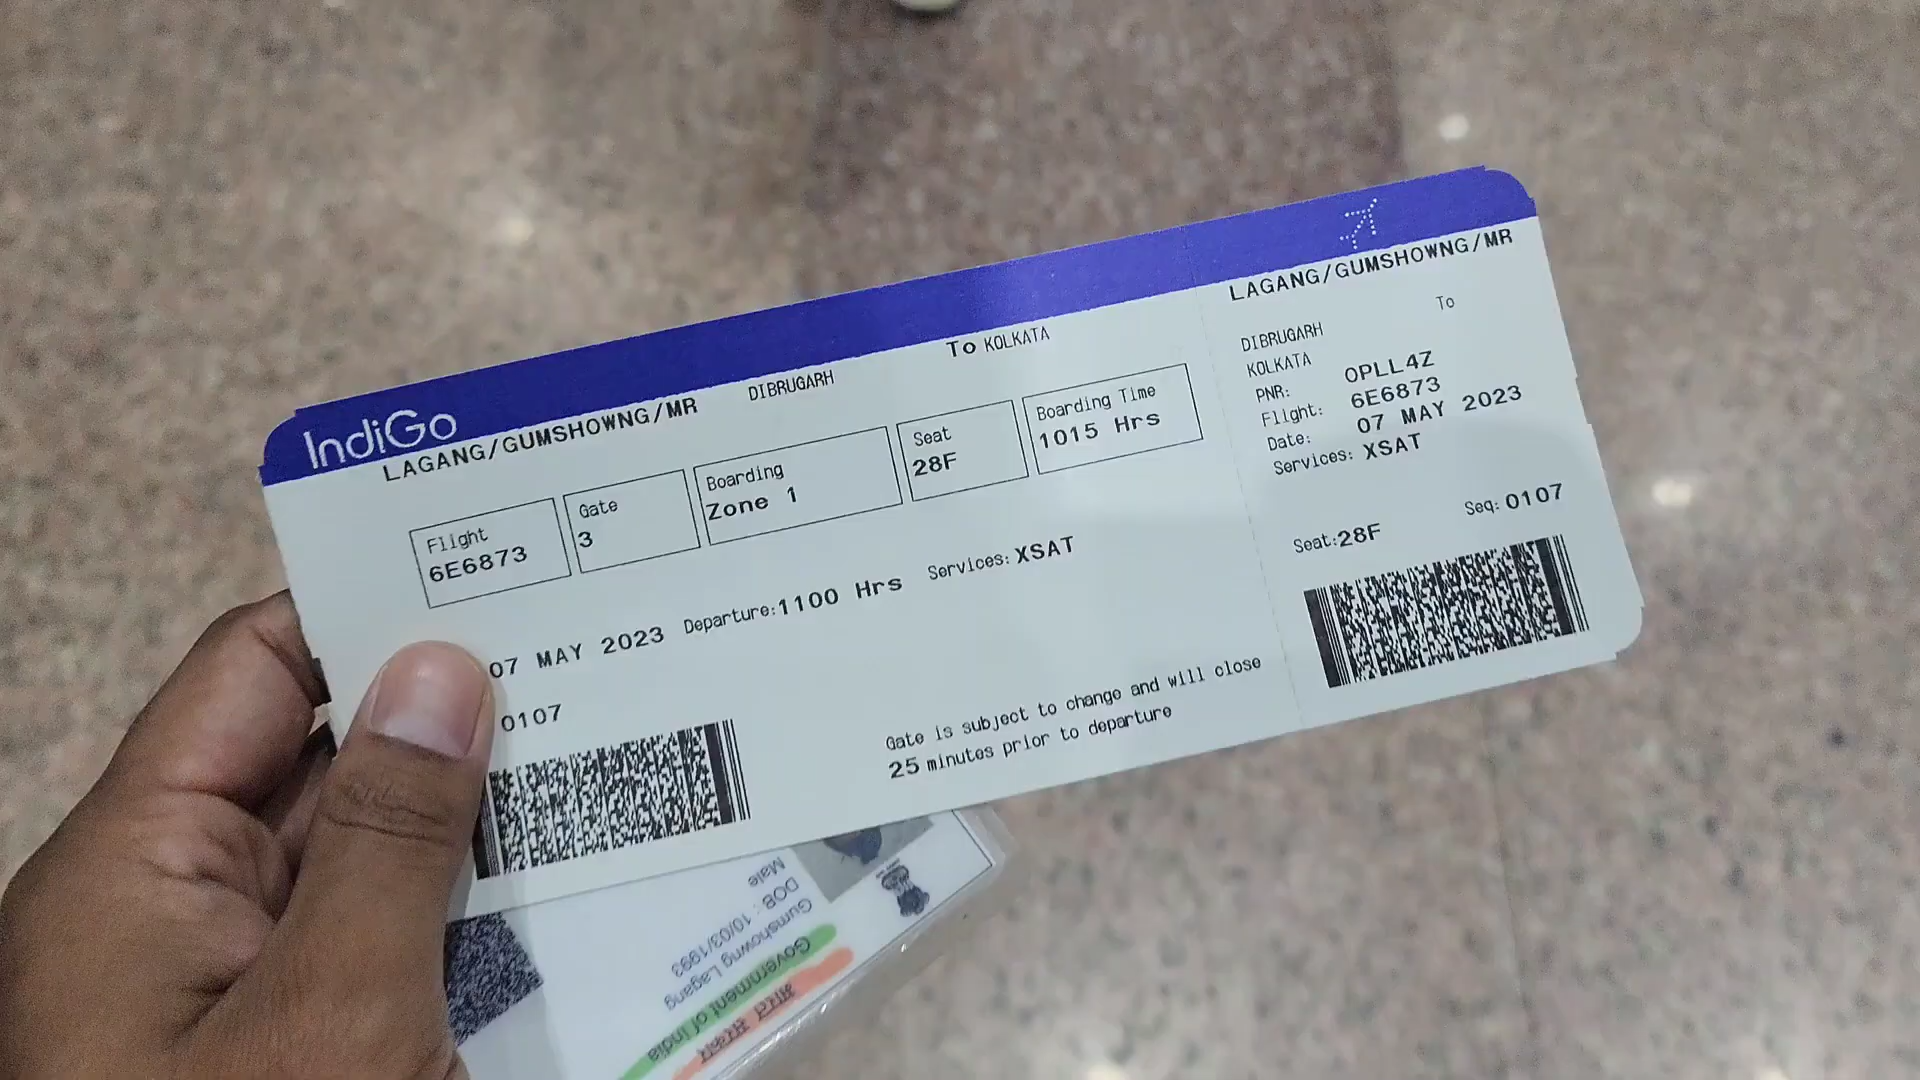 IndiGo
LAGANG/GUMSHOWNG/MR DIBRUGARH To KOLKATA
Flight
6E6873
Gate
3
Boarding
Zone 1
Seat
28F
Boarding Time
1015 Hrs
07 MAY 2023 Departure:1100 Hrs Services: XSAT
0107
Gate is subject to change and will close
25 minutes prior to departure
LAGANG/GUMSHOWNG/MR
DIBRUGARH To
KOLKATA
PNR: OPLL4Z
Flight: 6E6873
Date: 07 MAY 2023
Services: XSAT
Seat:28F Seq: 0107
भारत सरकार
Government of India
Gumshowng Lagang
DOB : 10/03/1993
Male